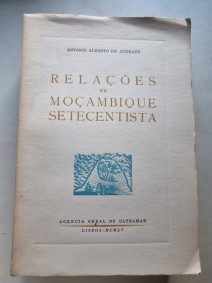 ANTÓNIO ALBERTO DE ANDRADE
RELAÇÕES
DE
MOÇAMBIQUE
SETECENTISTA
AGÊNCIA GERAL DO ULTRAMAR
LISBOA/MCMLV